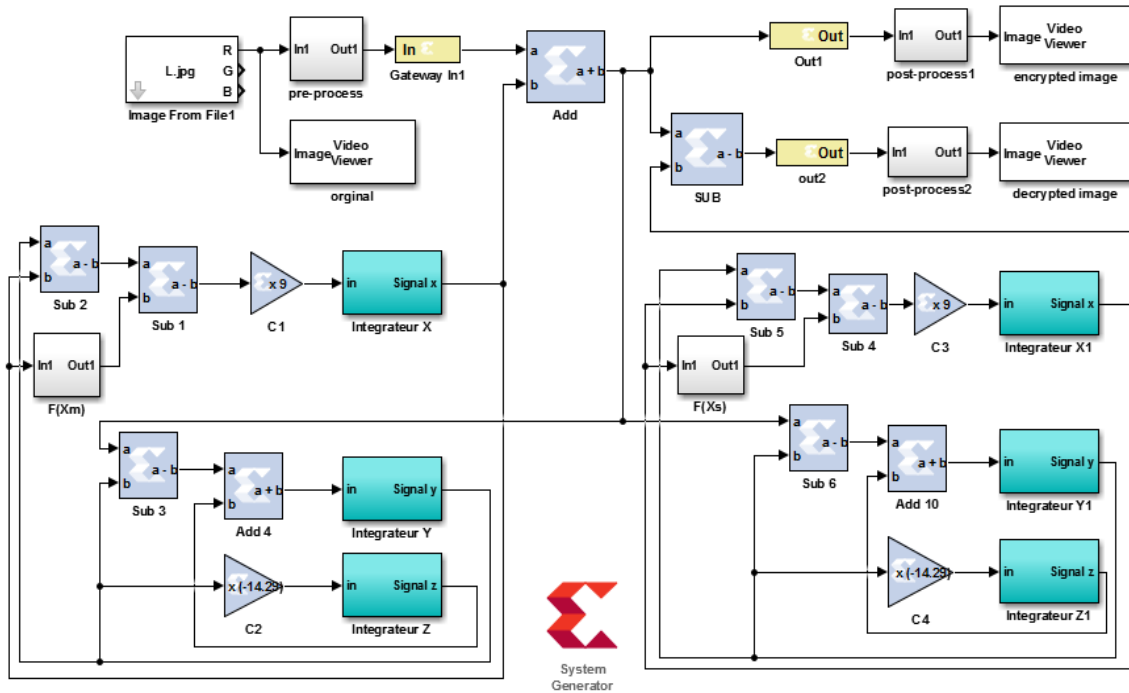 L.jpg
R
G
B
Image From File1
In1 Out1
pre-process
In
Gateway In1
a
b
a + b
Add
Out
Out1
In1 Out1
post-process1
Image Video Viewer
encrypted image
Image Video Viewer
orginal
a
b
a - b
SUB
Out
out2
In1 Out1
post-process2
Image Video Viewer
decrypted image
a
b
a - b
Sub 2
a
b
a - b
Sub 1
x 9
C1
in Signal x
Integrateur X
In1 Out1
F(Xm)
a
b
a - b
Sub 5
a
b
a - b
Sub 4
x 9
C3
in Signal x
Integrateur X1
In1 Out1
F(Xs)
a
b
a - b
Sub 3
a
b
a + b
Add 4
in Signal y
Integrateur Y
x (-14.29)
C2
in Signal z
Integrateur Z
a
b
a - b
Sub 6
a
b
a + b
Add 10
in Signal y
Integrateur Y1
x (-14.29)
C4
in Signal z
Integrateur Z1
System
Generator